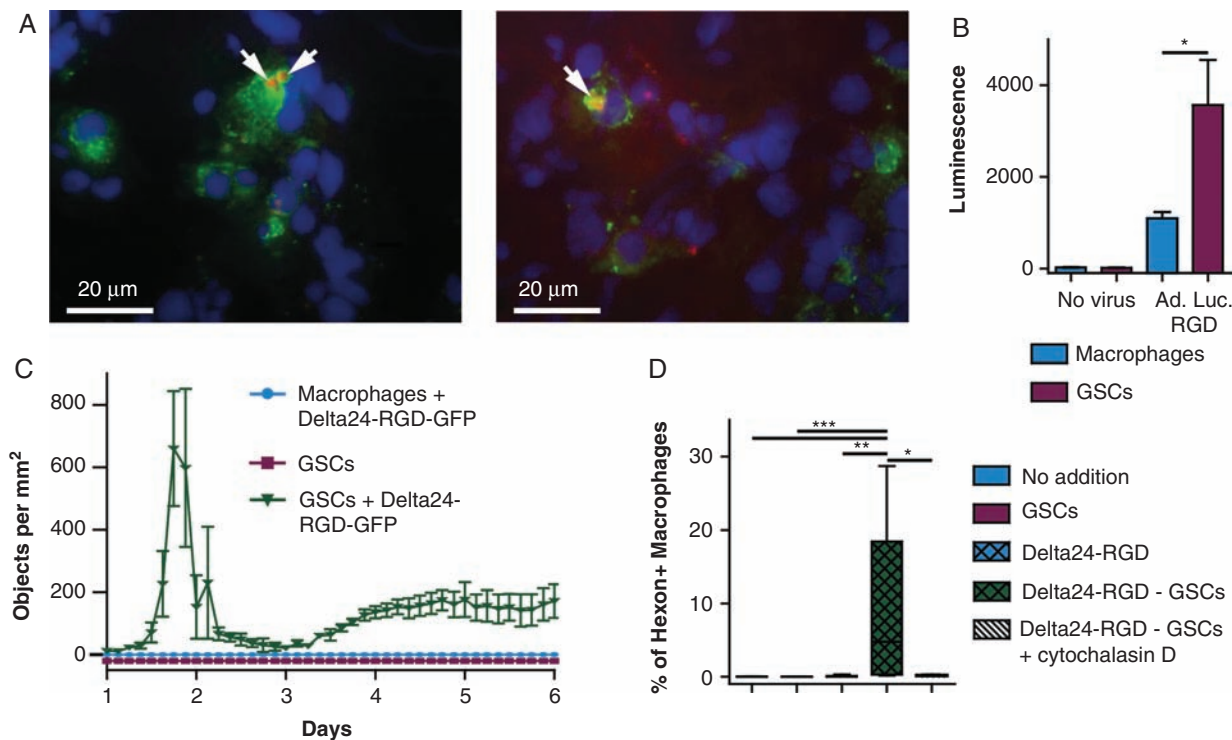 A
20 µm
20 µm
B
Luminescence
4000
2000
0
*
No virus
Ad. Luc.
RGD
Macrophages
GSCs
C
Objects per mm²
800
600
400
200
0
1 2 3 4 5 6
Days
Macrophages +
Delta24-RGD-GFP
GSCs
GSCs + Delta24-
RGD-GFP
D
% of Hexon+ Macrophages
30
20
10
0
***
**
*
No addition
GSCs
Delta24-RGD
Delta24-RGD - GSCs
Delta24-RGD - GSCs
+ cytochalasin D